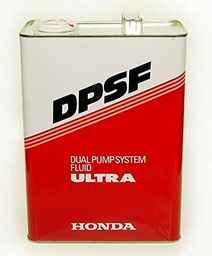 DPSF
DUAL PUMP SYSTEM
FLUID
ULTRA
HONDA